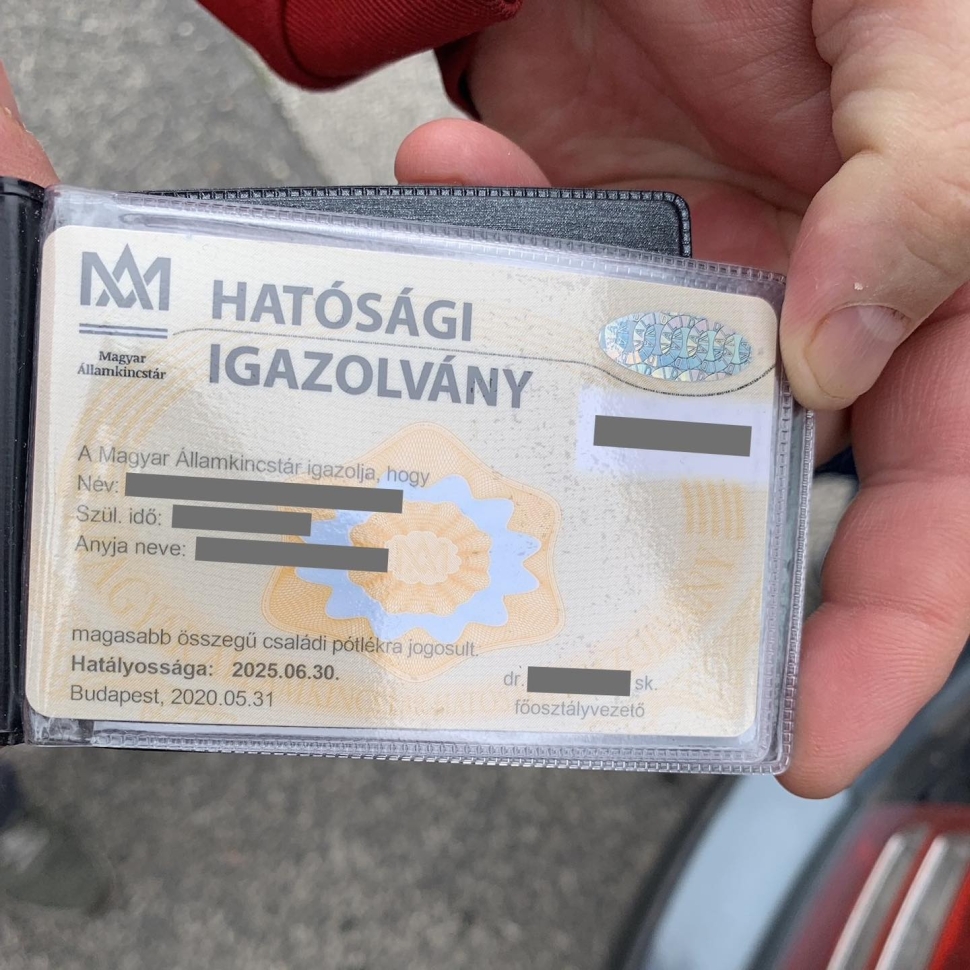 HATÓSÁGI
IGAZOLVÁNY
Magyar
Államkincstár
A Magyar Államkincstár igazolja, hogy
Név:
Szül. idő:
Anyja neve:
magasabb összegű családi pótlékra jogosult.
Hatályossága: 2025.06.30.
Budapest, 2020.05.31
dr. sk.
főosztályvezető